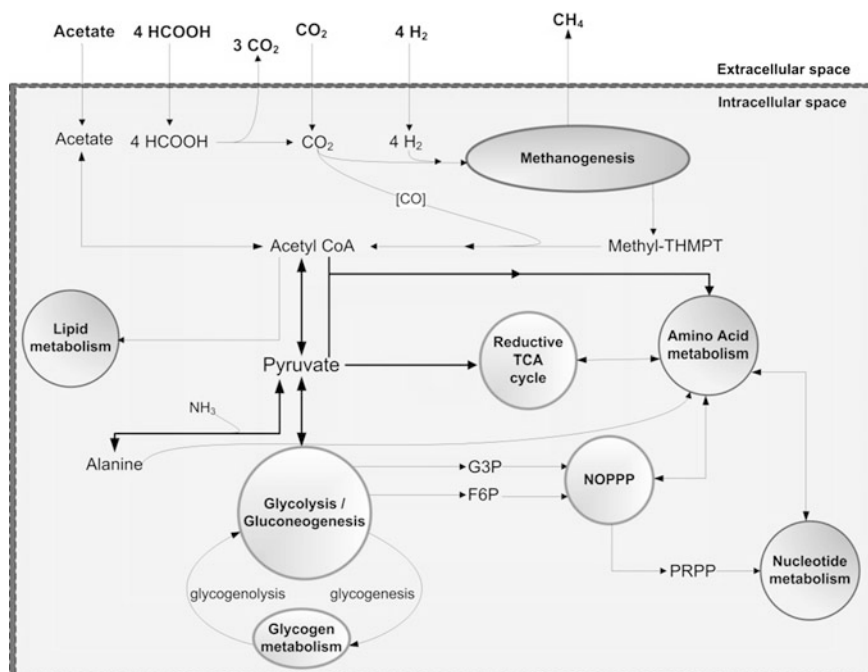 Acetate 4 HCOOH 3 CO₂ CO₂ 4 H₂ CH₄
Extracellular space
Intracellular space
Acetate 4 HCOOH CO₂ 4 H₂ Methanogenesis
[CO]
Acetyl CoA Methyl-THMPT
Lipid
metabolism
Reductive
TCA
cycle
Amino Acid
metabolism
Pyruvate
NH₃
Alanine
Glycolysis /
Gluconeogenesis
G3P
F6P
NOPPP
PRPP
Nucleotide
metabolism
glycogenolysis glycogenesis
Glycogen
metabolism